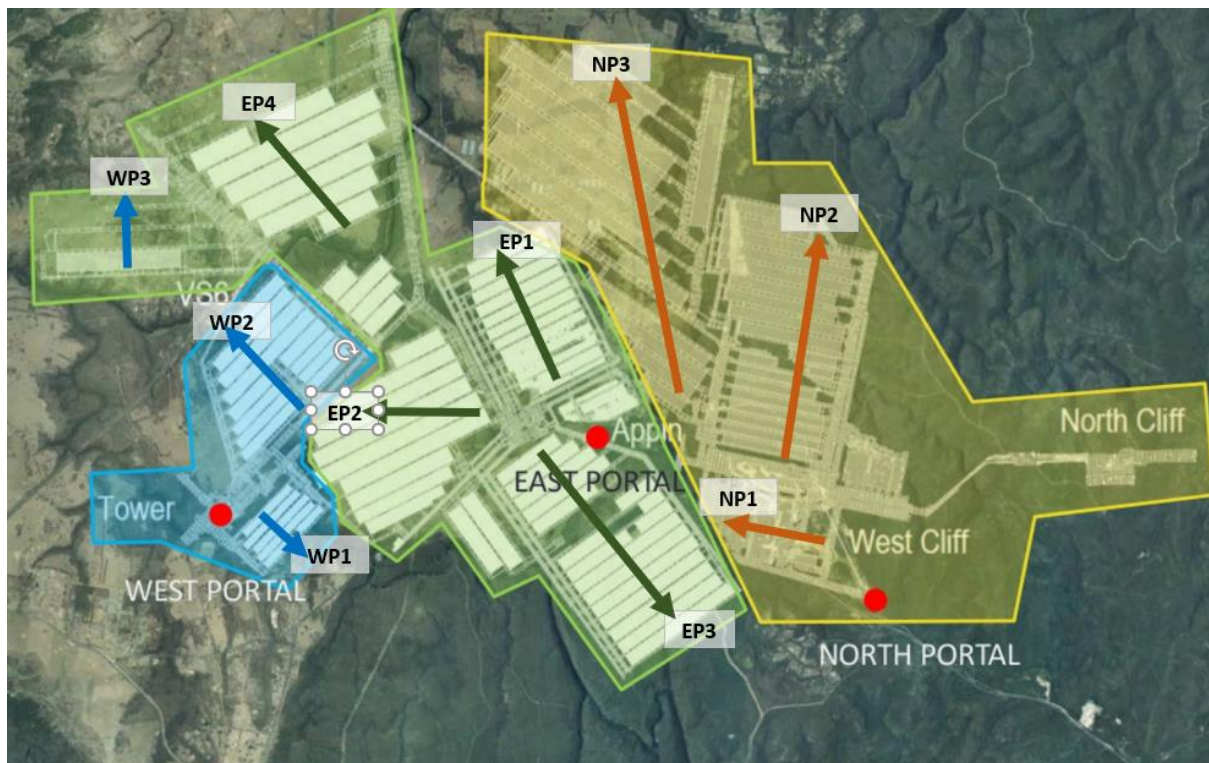 NP3
EP4
WP3
NP2
EP1
VS6
WP2
EP2
North Cliff
Appin
EAST PORTAL
NP1
Tower
West Cliff
WP1
WEST PORTAL
EP3
NORTH PORTAL